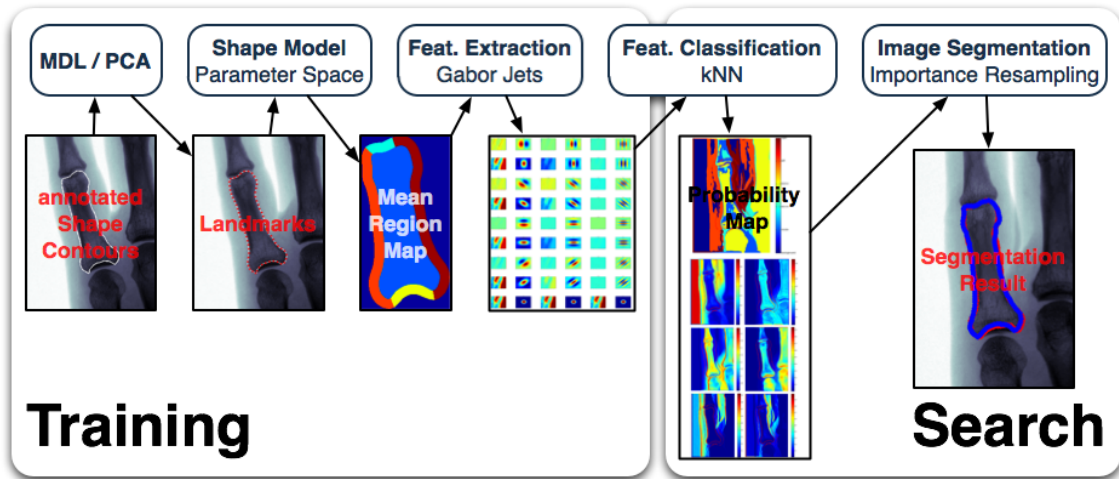 MDL / PCA
Shape Model
Parameter Space
Feat. Extraction
Gabor Jets
Feat. Classification
kNN
Image Segmentation
Importance Resampling
annotated
Shape
Contours
Landmarks
Mean
Region
Map
Probability
Map
Segmentation
Result
Training
Search